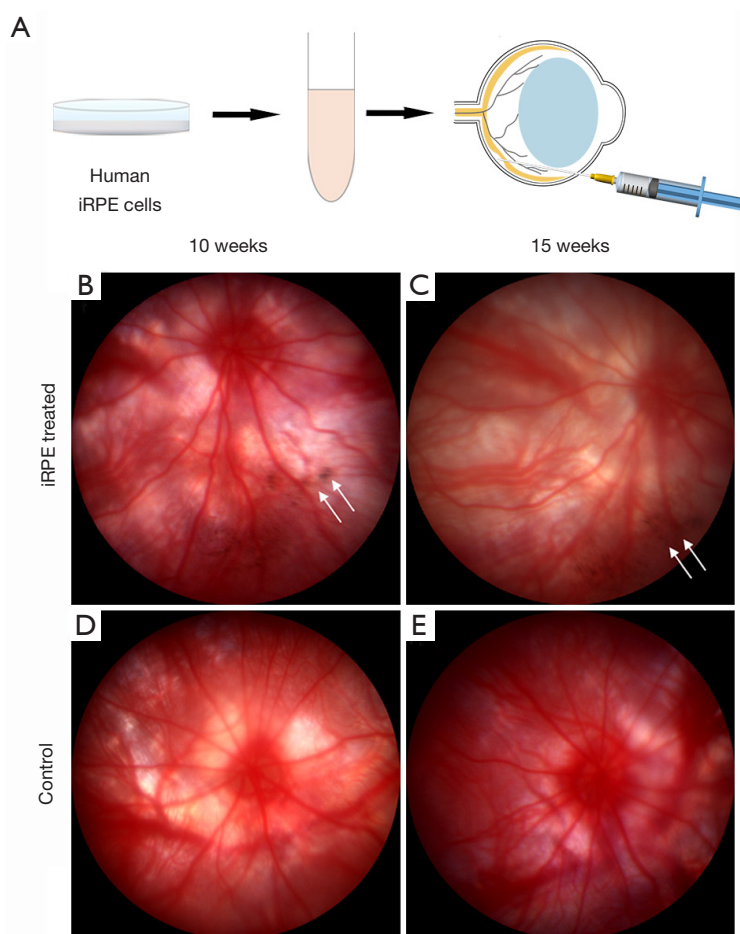 A
Human
iRPE cells
10 weeks
15 weeks
B
C
iRPE treated
D
E
Control